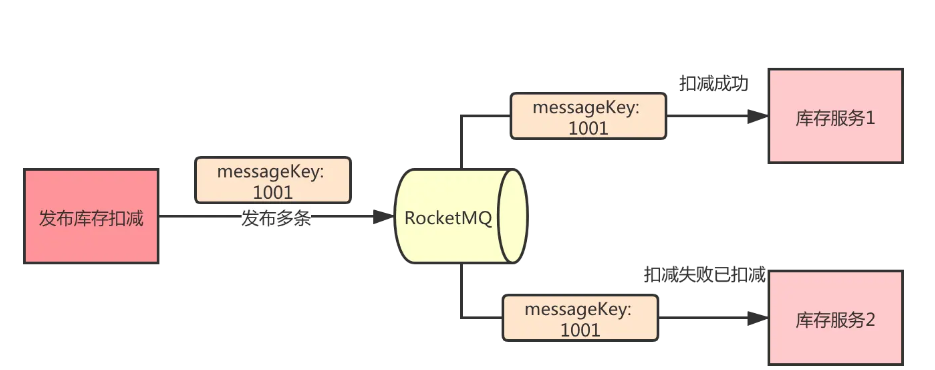 扣减成功
messageKey:
1001
库存服务1
messageKey:
1001
发布库存扣减
发布多条
RocketMQ
扣减失败已扣减
messageKey:
1001
库存服务2